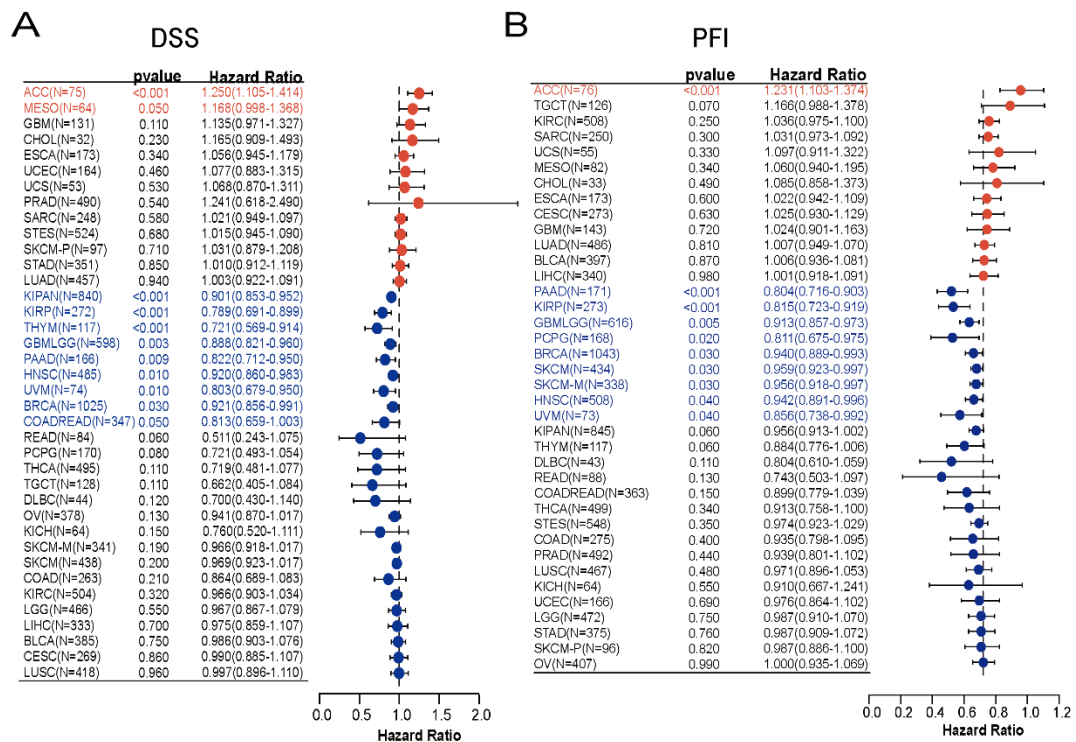 A
DSS
pvalue Hazard Ratio
ACC(N=75) <0.001 1.250(1.105-1.414)
MESO(N=64) 0.050 1.168(0.998-1.368)
GBM(N=131) 0.110 1.135(0.971-1.327)
CHOL(N=32) 0.230 1.165(0.909-1.493)
ESCA(N=173) 0.340 1.056(0.945-1.179)
UCEC(N=164) 0.460 1.077(0.883-1.315)
UCS(N=53) 0.530 1.068(0.870-1.311)
PRAD(N=490) 0.540 1.241(0.618-2.490)
SARC(N=248) 0.580 1.021(0.949-1.097)
STES(N=524) 0.680 1.015(0.945-1.090)
SKCM-P(N=97) 0.710 1.031(0.879-1.208)
STAD(N=351) 0.850 1.010(0.912-1.119)
LUAD(N=457) 0.940 1.003(0.922-1.091)
KIPAN(N=840) <0.001 0.901(0.853-0.952)
KIRP(N=272) <0.001 0.789(0.691-0.899)
THYM(N=117) <0.001 0.721(0.569-0.914)
GBMLGG(N=598) 0.003 0.888(0.821-0.960)
PAAD(N=166) 0.009 0.822(0.712-0.950)
HNSC(N=485) 0.010 0.920(0.860-0.983)
UVM(N=74) 0.010 0.803(0.679-0.950)
BRCA(N=1025) 0.030 0.921(0.856-0.991)
COADREAD(N=347) 0.050 0.813(0.659-1.003)
READ(N=84) 0.060 0.511(0.243-1.075)
PCPG(N=170) 0.080 0.721(0.493-1.054)
THCA(N=495) 0.110 0.719(0.481-1.077)
TGCT(N=128) 0.110 0.662(0.405-1.084)
DLBC(N=44) 0.120 0.700(0.430-1.140)
OV(N=378) 0.130 0.941(0.870-1.017)
KICH(N=64) 0.150 0.760(0.520-1.111)
SKCM-M(N=341) 0.190 0.966(0.918-1.017)
SKCM(N=438) 0.200 0.969(0.923-1.017)
COAD(N=263) 0.210 0.864(0.689-1.083)
KIRC(N=504) 0.320 0.966(0.903-1.034)
LGG(N=466) 0.550 0.967(0.867-1.079)
LIHC(N=333) 0.700 0.975(0.859-1.107)
BLCA(N=385) 0.750 0.986(0.903-1.076)
CESC(N=269) 0.860 0.990(0.885-1.107)
LUSC(N=418) 0.960 0.997(0.896-1.110)
0.0 0.5 1.0 1.5 2.0
Hazard Ratio
B
PFI
pvalue Hazard Ratio
ACC(N=76) <0.001 1.231(1.103-1.374)
TGCT(N=126) 0.070 1.166(0.988-1.378)
KIRC(N=508) 0.250 1.036(0.975-1.100)
SARC(N=250) 0.300 1.031(0.973-1.092)
UCS(N=55) 0.330 1.097(0.911-1.322)
MESO(N=82) 0.340 1.060(0.940-1.195)
CHOL(N=33) 0.490 1.085(0.858-1.373)
ESCA(N=173) 0.600 1.022(0.942-1.109)
CESC(N=273) 0.630 1.025(0.930-1.129)
GBM(N=143) 0.720 1.024(0.901-1.163)
LUAD(N=486) 0.810 1.007(0.949-1.070)
BLCA(N=397) 0.870 1.006(0.936-1.081)
LIHC(N=340) 0.980 1.001(0.918-1.091)
PAAD(N=171) <0.001 0.804(0.716-0.903)
KIRP(N=273) <0.001 0.815(0.723-0.919)
GBMLGG(N=616) 0.005 0.913(0.857-0.973)
PCPG(N=168) 0.020 0.811(0.675-0.975)
BRCA(N=1043) 0.030 0.940(0.889-0.993)
SKCM(N=434) 0.030 0.959(0.923-0.997)
SKCM-M(N=338) 0.030 0.956(0.918-0.997)
HNSC(N=508) 0.040 0.942(0.891-0.996)
UVM(N=73) 0.040 0.856(0.738-0.992)
KIPAN(N=845) 0.060 0.956(0.913-1.002)
THYM(N=117) 0.060 0.884(0.776-1.006)
DLBC(N=43) 0.110 0.804(0.610-1.059)
READ(N=88) 0.130 0.743(0.503-1.097)
COADREAD(N=363) 0.150 0.899(0.779-1.039)
THCA(N=499) 0.340 0.913(0.758-1.100)
STES(N=548) 0.350 0.974(0.923-1.029)
COAD(N=275) 0.400 0.935(0.798-1.095)
PRAD(N=492) 0.440 0.939(0.801-1.102)
LUSC(N=467) 0.480 0.971(0.896-1.053)
KICH(N=64) 0.550 0.910(0.667-1.241)
UCEC(N=166) 0.690 0.976(0.864-1.102)
LGG(N=472) 0.750 0.987(0.910-1.070)
STAD(N=375) 0.760 0.987(0.909-1.072)
SKCM-P(N=96) 0.820 0.987(0.886-1.100)
OV(N=407) 0.990 1.000(0.935-1.069)
0.0 0.2 0.4 0.6 0.8 1.0 1.2
Hazard Ratio